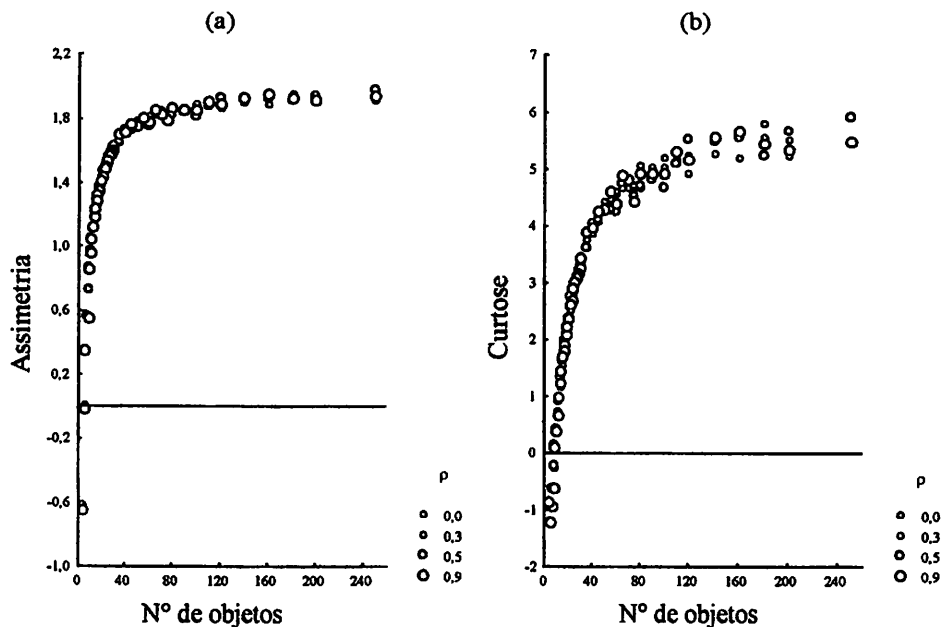 (a)
2,2
1,8
1,4
1,0
0,6
0,2
-0,2
-0,6
-1,0
Assimetria
0 40 80 120 160 200 240
N° de objetos
ρ
0,0
0,3
0,5
0,9
(b)
7
6
5
4
3
2
1
0
-1
-2
Curtose
0 40 80 120 160 200 240
N° de objetos
ρ
0,0
0,3
0,5
0,9